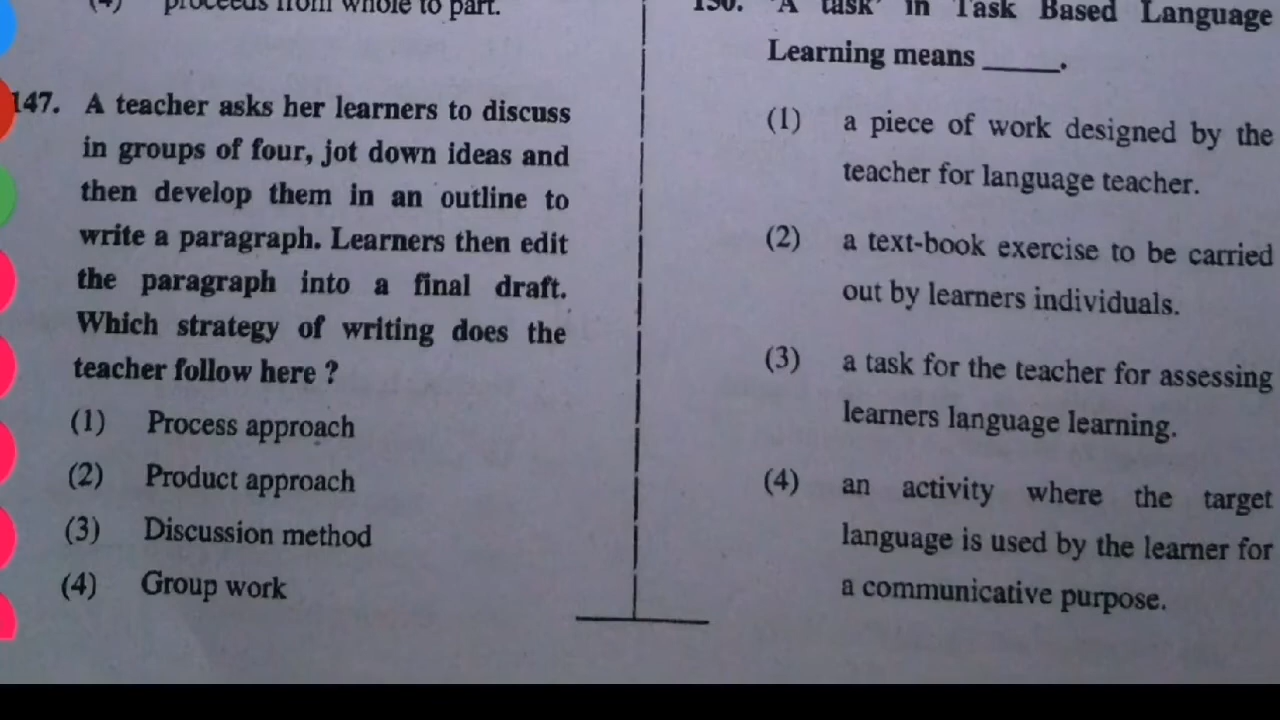 (4) proceeds from whole to part.
147. A teacher asks her learners to discuss
in groups of four, jot down ideas and
then develop them in an outline to
write a paragraph. Learners then edit
the paragraph into a final draft.
Which strategy of writing does the
teacher follow here ?
(1) Process approach
(2) Product approach
(3) Discussion method
(4) Group work
150. 'A task' in Task Based Language
Learning means _____.
(1) a piece of work designed by the
teacher for language teacher.
(2) a text-book exercise to be carried
out by learners individuals.
(3) a task for the teacher for assessing
learners language learning.
(4) an activity where the target
language is used by the learner for
a communicative purpose.